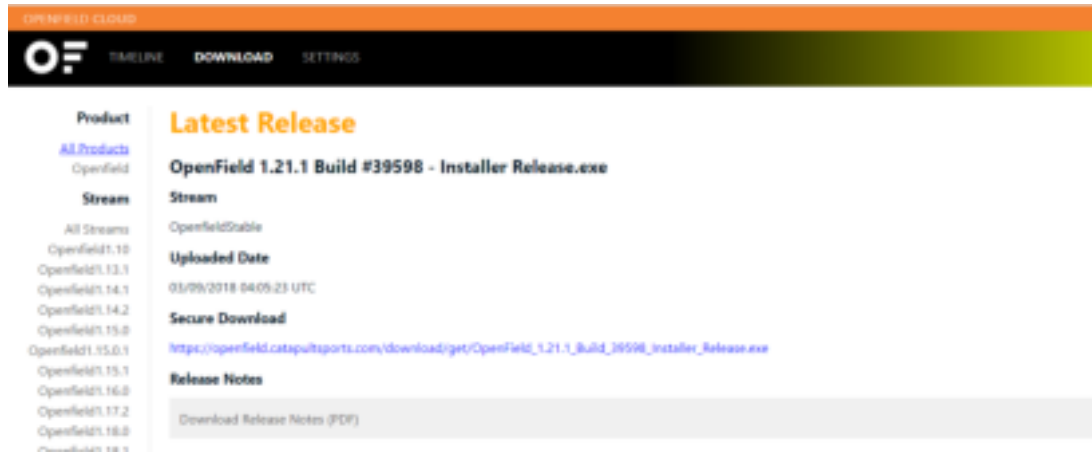 OPENFIELD CLOUD
OF TIMELINE DOWNLOAD SETTINGS
Product
All Products
Openfield
Stream
All Streams
Openfield1.10
Openfield1.13.1
Openfield1.14.1
Openfield1.14.2
Openfield1.15.0
Openfield1.15.0.1
Openfield1.15.1
Openfield1.16.0
Openfield1.17.2
Openfield1.18.0
Openfield1.18.1
Latest Release
OpenField 1.21.1 Build #39598 - Installer Release.exe
Stream
OpenfieldStable
Uploaded Date
03/09/2018 04:05:23 UTC
Secure Download
https://openfield.catapultsports.com/download/get/OpenField_1.21.1_Build_39598_Installer_Release.exe
Release Notes
Download Release Notes (PDF)